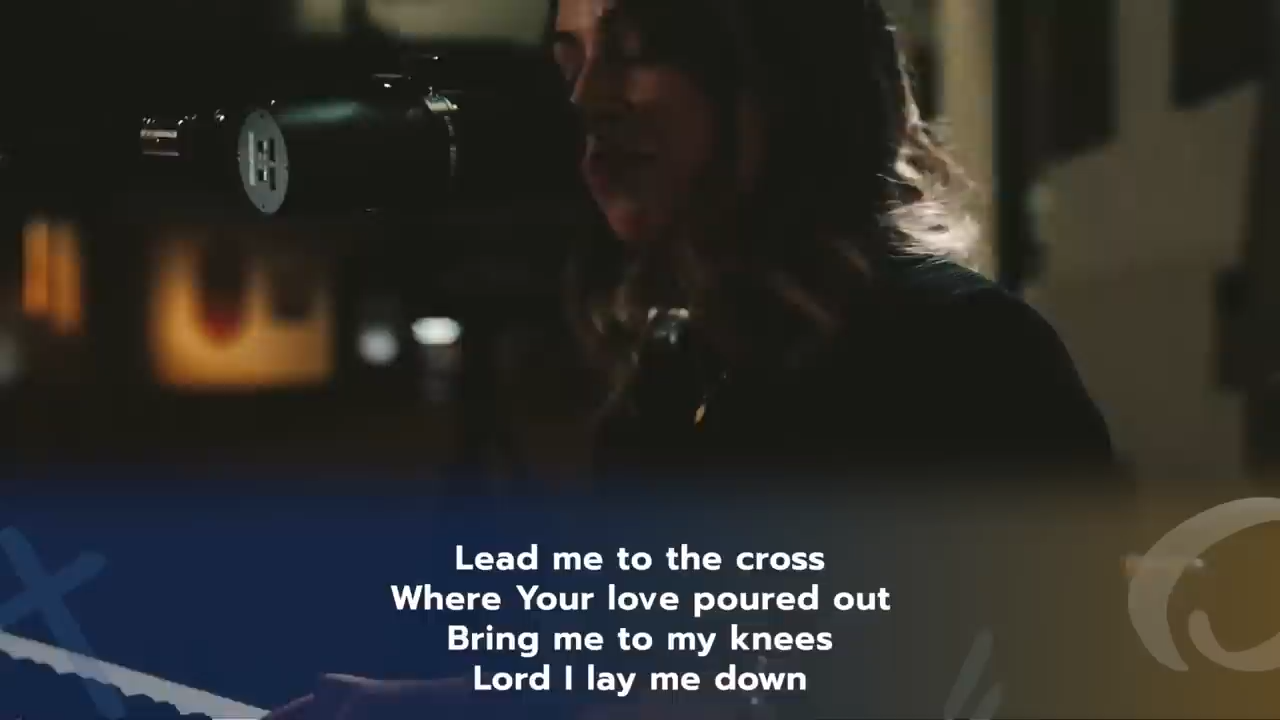 Lead me to the cross
Where Your love poured out
Bring me to my knees
Lord I lay me down